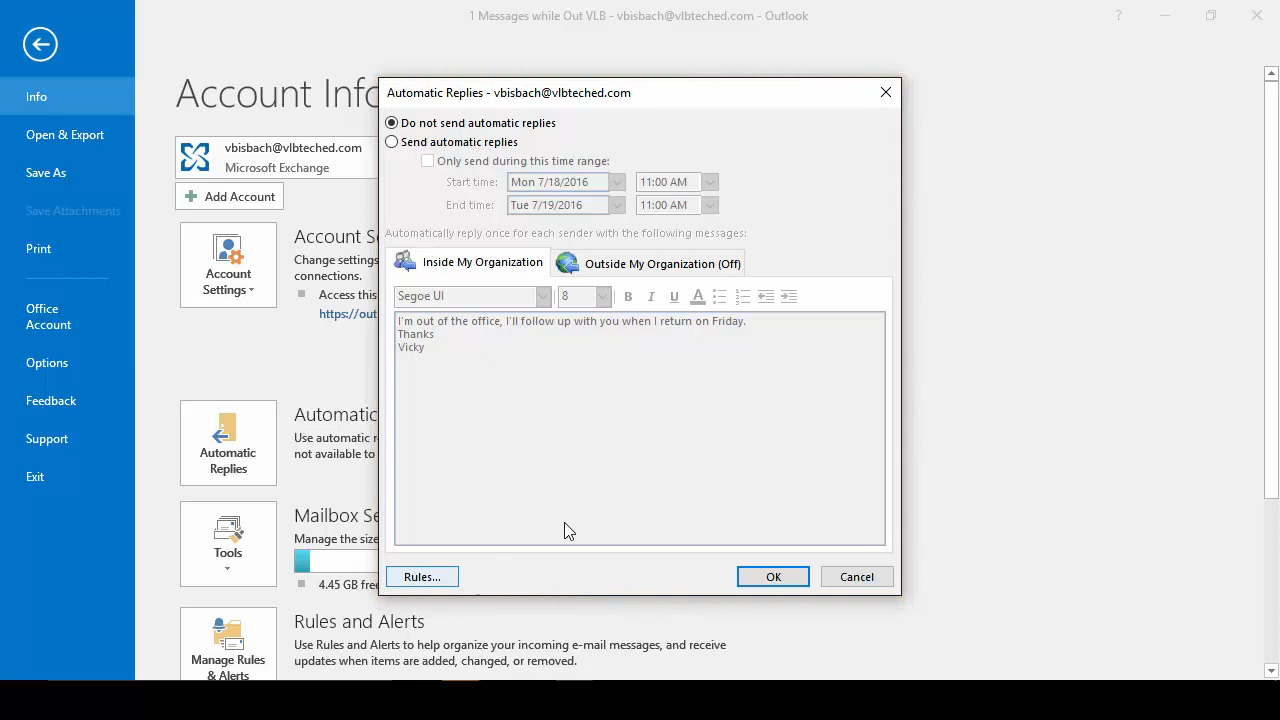 1 Messages while Out VLB - vbisbach@vlbteched.com - Outlook
?
Info
Open & Export
Save As
Save Attachments
Print
Office
Account
Options
Feedback
Support
Exit
Account Info
vbisbach@vlbteched.com
Microsoft Exchange
Add Account
Account
Settings
Account Se
Change settings
connections.
Access this
https://out
Automatic
Replies
Automatic
Use automatic r
not available to
Tools
Mailbox Se
Manage the size
4.45 GB free
Manage Rules
& Alerts
Rules and Alerts
Use Rules and Alerts to help organize your incoming e-mail messages, and receive
updates when items are added, changed, or removed.
Automatic Replies - vbisbach@vlbteched.com
Do not send automatic replies
Send automatic replies
Only send during this time range:
Start time: Mon 7/18/2016 11:00 AM
End time: Tue 7/19/2016 11:00 AM
Automatically reply once for each sender with the following messages:
Inside My Organization
Outside My Organization (Off)
Segoe UI 8 B I U A
I'm out of the office, I'll follow up with you when I return on Friday.
Thanks
Vicky
Rules...
OK
Cancel